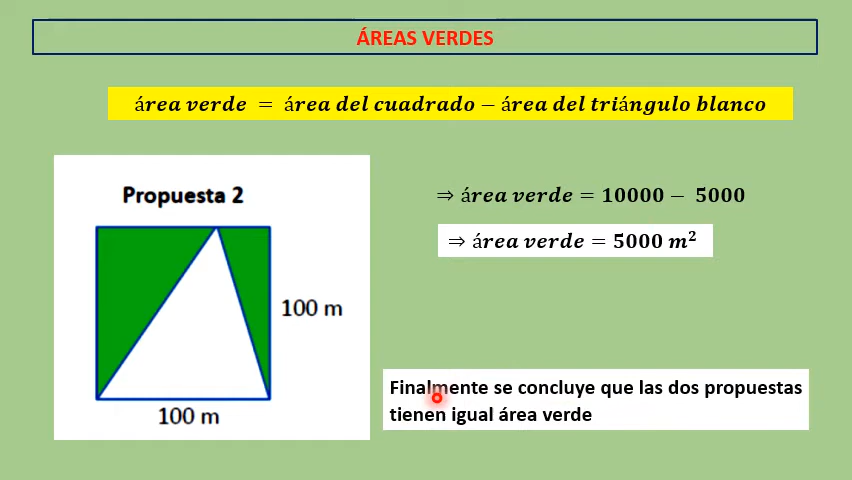 ÁREAS VERDES
área verde = área del cuadrado − área del triángulo blanco
Propuesta 2
100 m
100 m
⇒ área verde = 10000 − 5000
⇒ área verde = 5000 m²
Finalmente se concluye que las dos propuestas
tienen igual área verde